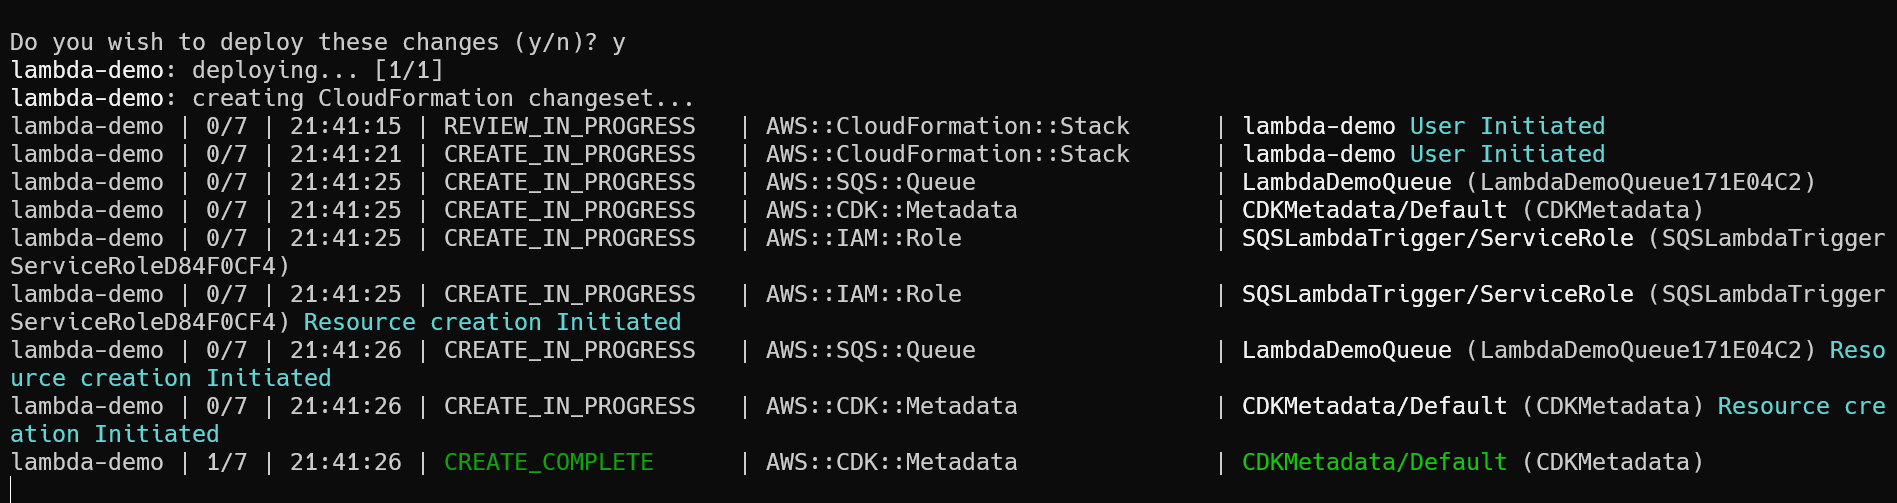 Do you wish to deploy these changes (y/n)? y
lambda-demo: deploying... [1/1]
lambda-demo: creating CloudFormation changeset...
lambda-demo | 0/7 | 21:41:15 | REVIEW_IN_PROGRESS   | AWS::CloudFormation::Stack      | lambda-demo User Initiated
lambda-demo | 0/7 | 21:41:21 | CREATE_IN_PROGRESS   | AWS::CloudFormation::Stack      | lambda-demo User Initiated
lambda-demo | 0/7 | 21:41:25 | CREATE_IN_PROGRESS   | AWS::SQS::Queue                 | LambdaDemoQueue (LambdaDemoQueue171E04C2)
lambda-demo | 0/7 | 21:41:25 | CREATE_IN_PROGRESS   | AWS::CDK::Metadata              | CDKMetadata/Default (CDKMetadata)
lambda-demo | 0/7 | 21:41:25 | CREATE_IN_PROGRESS   | AWS::IAM::Role                  | SQSLambdaTrigger/ServiceRole (SQSLambdaTrigger
ServiceRoleD84F0CF4)
lambda-demo | 0/7 | 21:41:25 | CREATE_IN_PROGRESS   | AWS::IAM::Role                  | SQSLambdaTrigger/ServiceRole (SQSLambdaTrigger
ServiceRoleD84F0CF4) Resource creation Initiated
lambda-demo | 0/7 | 21:41:26 | CREATE_IN_PROGRESS   | AWS::SQS::Queue                 | LambdaDemoQueue (LambdaDemoQueue171E04C2) Reso
urce creation Initiated
lambda-demo | 0/7 | 21:41:26 | CREATE_IN_PROGRESS   | AWS::CDK::Metadata              | CDKMetadata/Default (CDKMetadata) Resource cre
ation Initiated
lambda-demo | 1/7 | 21:41:26 | CREATE_COMPLETE      | AWS::CDK::Metadata              | CDKMetadata/Default (CDKMetadata)